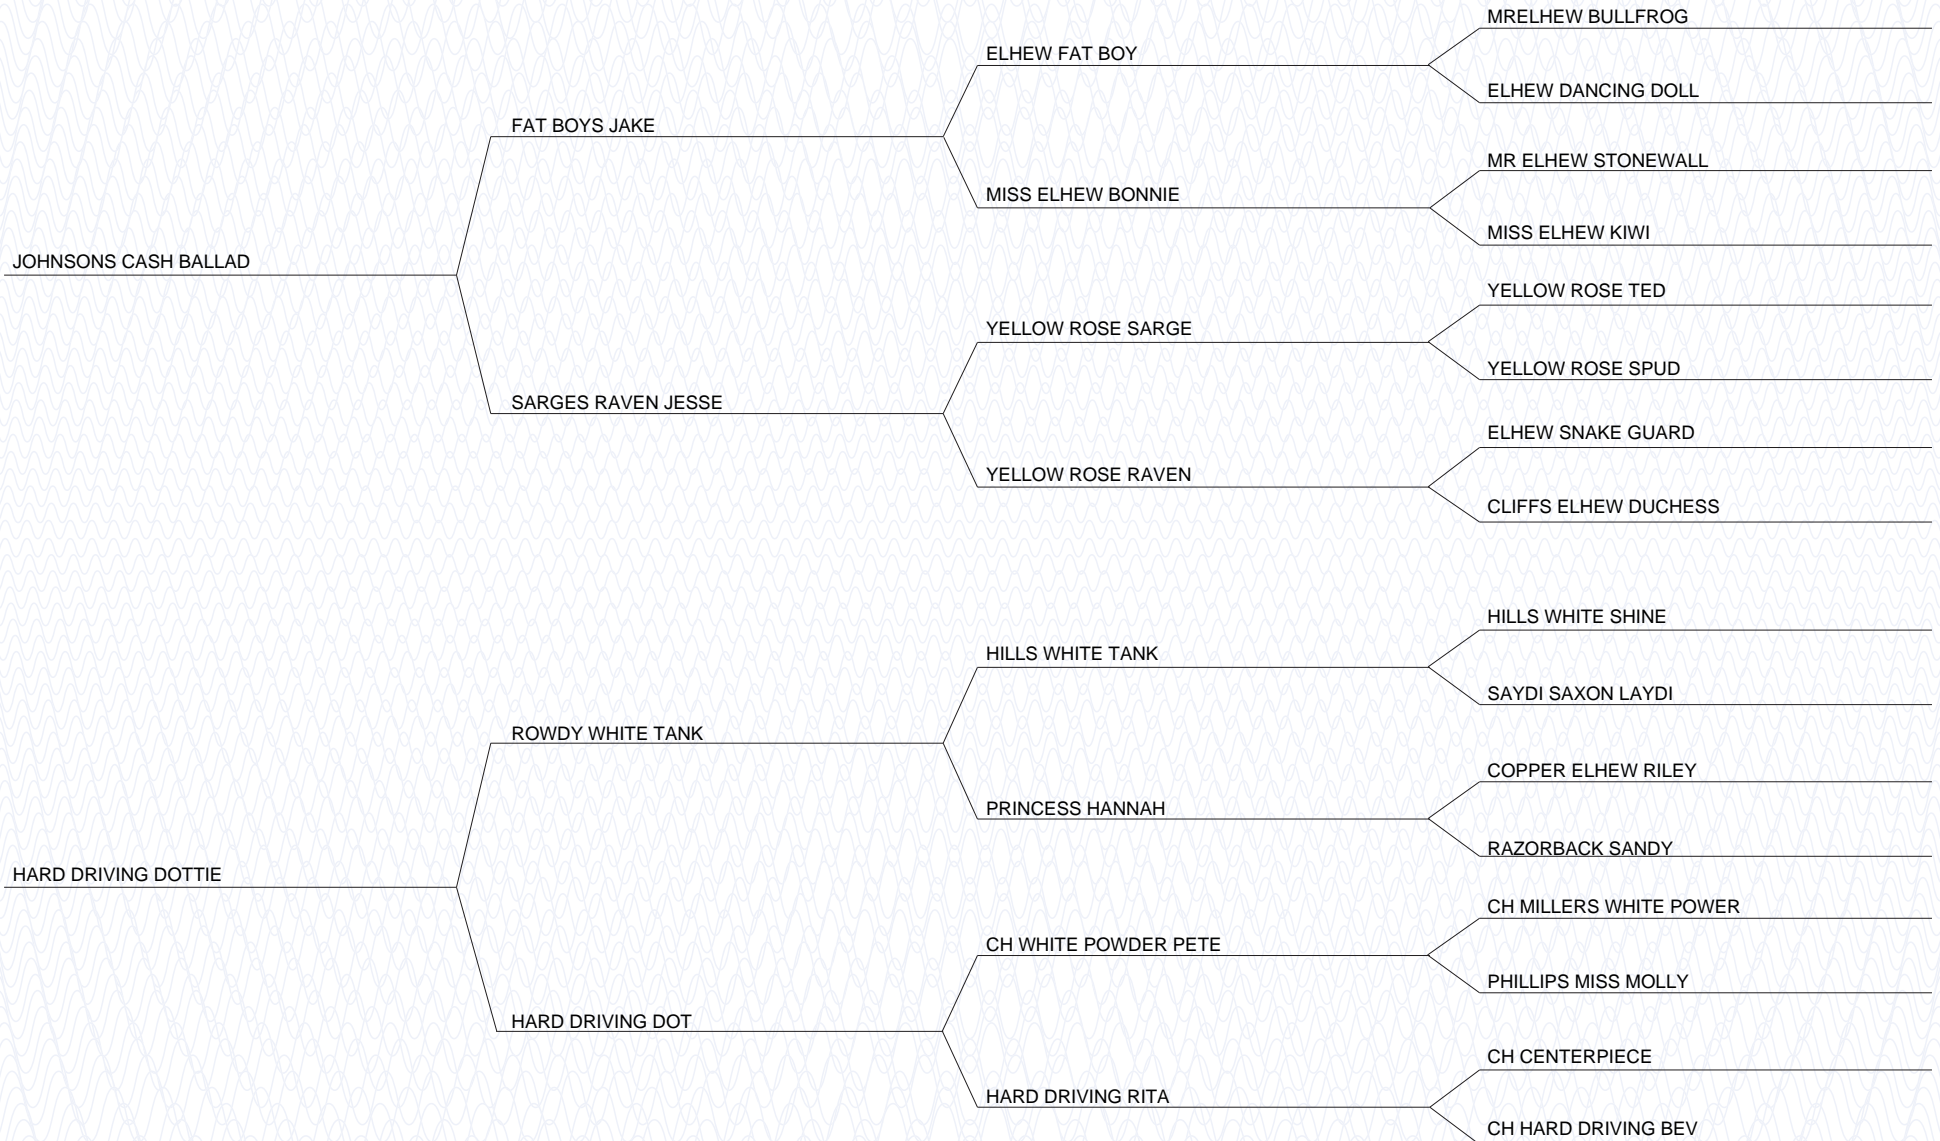 MRELHEW BULLFROG
ELHEW FAT BOY
ELHEW DANCING DOLL
FAT BOYS JAKE
MR ELHEW STONEWALL
MISS ELHEW BONNIE
MISS ELHEW KIWI
JOHNSONS CASH BALLAD
YELLOW ROSE TED
YELLOW ROSE SARGE
YELLOW ROSE SPUD
SARGES RAVEN JESSE
ELHEW SNAKE GUARD
YELLOW ROSE RAVEN
CLIFFS ELHEW DUCHESS
HILLS WHITE SHINE
HILLS WHITE TANK
SAYDI SAXON LAYDI
ROWDY WHITE TANK
COPPER ELHEW RILEY
PRINCESS HANNAH
RAZORBACK SANDY
HARD DRIVING DOTTIE
CH MILLERS WHITE POWER
CH WHITE POWDER PETE
PHILLIPS MISS MOLLY
HARD DRIVING DOT
CH CENTERPIECE
HARD DRIVING RITA
CH HARD DRIVING BEV